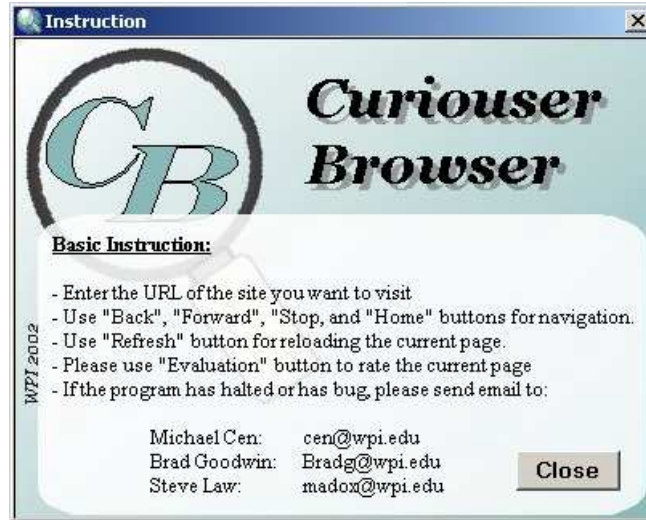 Instruction
CB
Curiouser
Browser
Basic Instruction:
- Enter the URL of the site you want to visit
- Use "Back", "Forward", "Stop, and "Home" buttons for navigation.
- Use "Refresh" button for reloading the current page.
- Please use "Evaluation" button to rate the current page
- If the program has halted or has bug, please send email to:
Michael Cen: cen@wpi.edu
Brad Goodwin: Bradg@wpi.edu
Steve Law: madox@wpi.edu
Close
WPI 2002